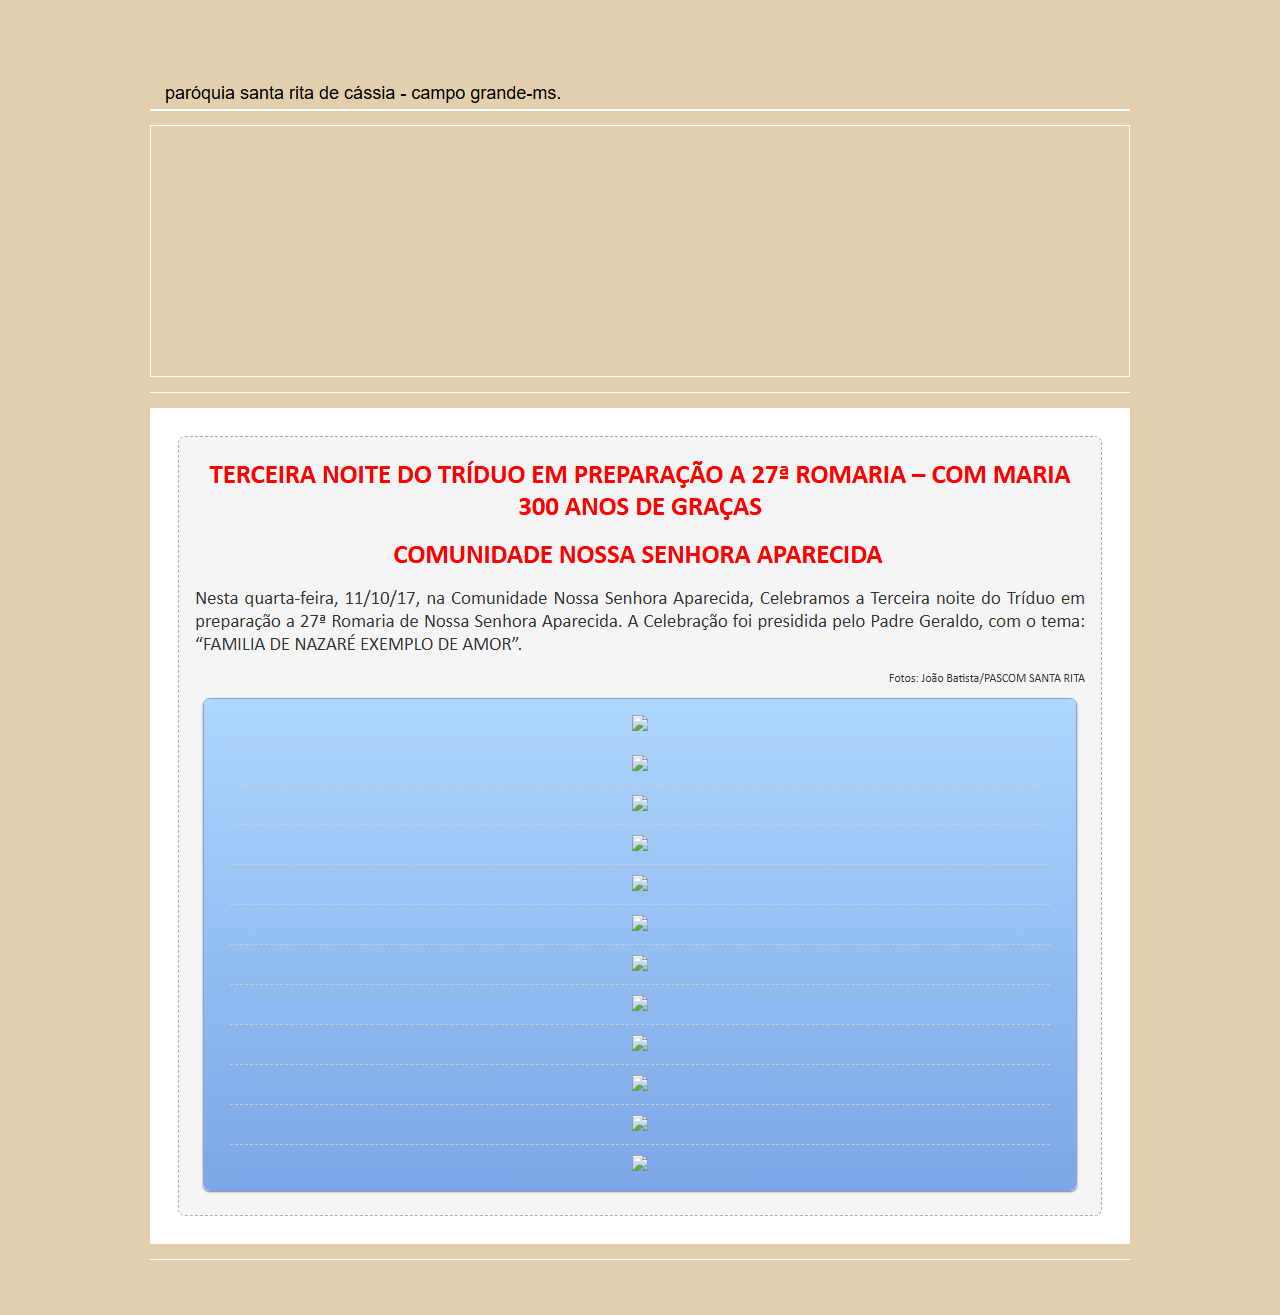 paróquia santa rita de cássia - campo grande-ms.
TERCEIRA NOITE DO TRÍDUO EM PREPARAÇÃO A 27ª ROMARIA – COM MARIA
300 ANOS DE GRAÇAS
COMUNIDADE NOSSA SENHORA APARECIDA
Nesta quarta-feira, 11/10/17, na Comunidade Nossa Senhora Aparecida, Celebramos a Terceira noite do Tríduo em
preparação a 27ª Romaria de Nossa Senhora Aparecida. A Celebração foi presidida pelo Padre Geraldo, com o tema:
“FAMILIA DE NAZARÉ EXEMPLO DE AMOR”.
Fotos: João Batista/PASCOM SANTA RITA